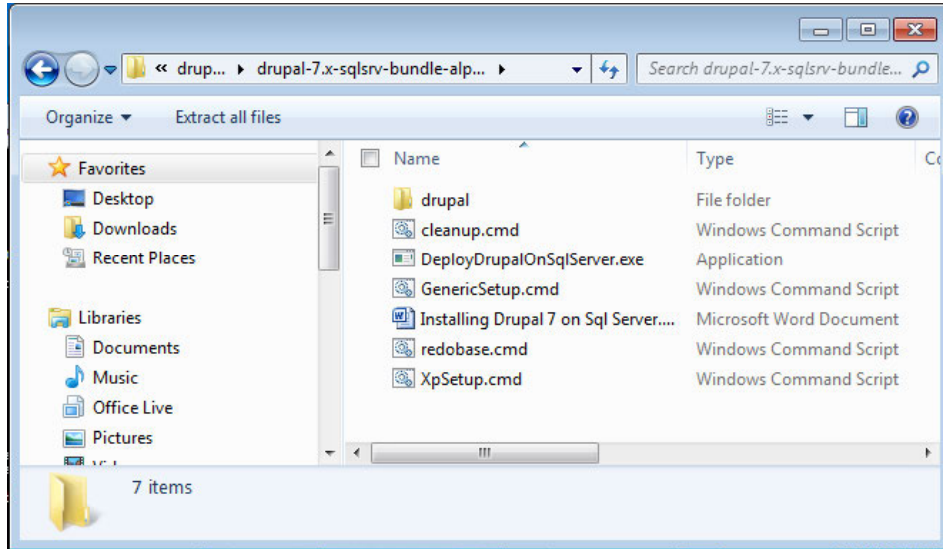 « drup... ▸ drupal-7.x-sqlsrv-bundle-alp... ▸ Search drupal-7.x-sqlsrv-bundle...
Organize Extract all files
Favorites
Desktop
Downloads
Recent Places
Libraries
Documents
Music
Office Live
Pictures
Name Type
drupal File folder
cleanup.cmd Windows Command Script
DeployDrupalOnSqlServer.exe Application
GenericSetup.cmd Windows Command Script
Installing Drupal 7 on Sql Server.... Microsoft Word Document
redobase.cmd Windows Command Script
XpSetup.cmd Windows Command Script
7 items